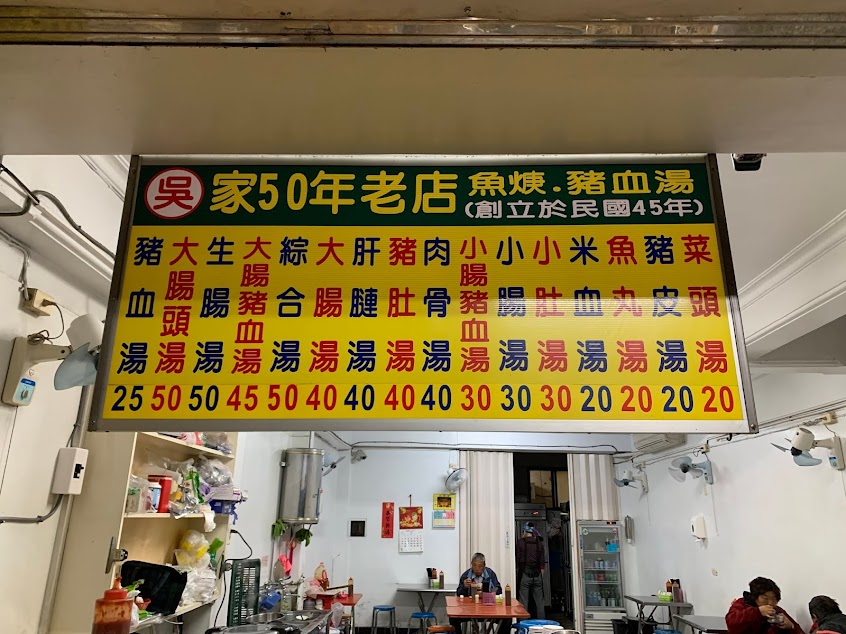 吳家50年老店 魚焿.豬血湯
(創立於民國45年)
豬血湯 25
大腸頭湯 50
生腸湯 50
大腸豬血湯 45
綜合湯 50
大腸湯 40
肝腱湯 40
豬肚湯 40
肉骨湯 40
小腸豬血湯 30
小腸湯 30
小肚湯 30
米血湯 20
魚丸湯 20
豬皮湯 20
菜頭湯 20